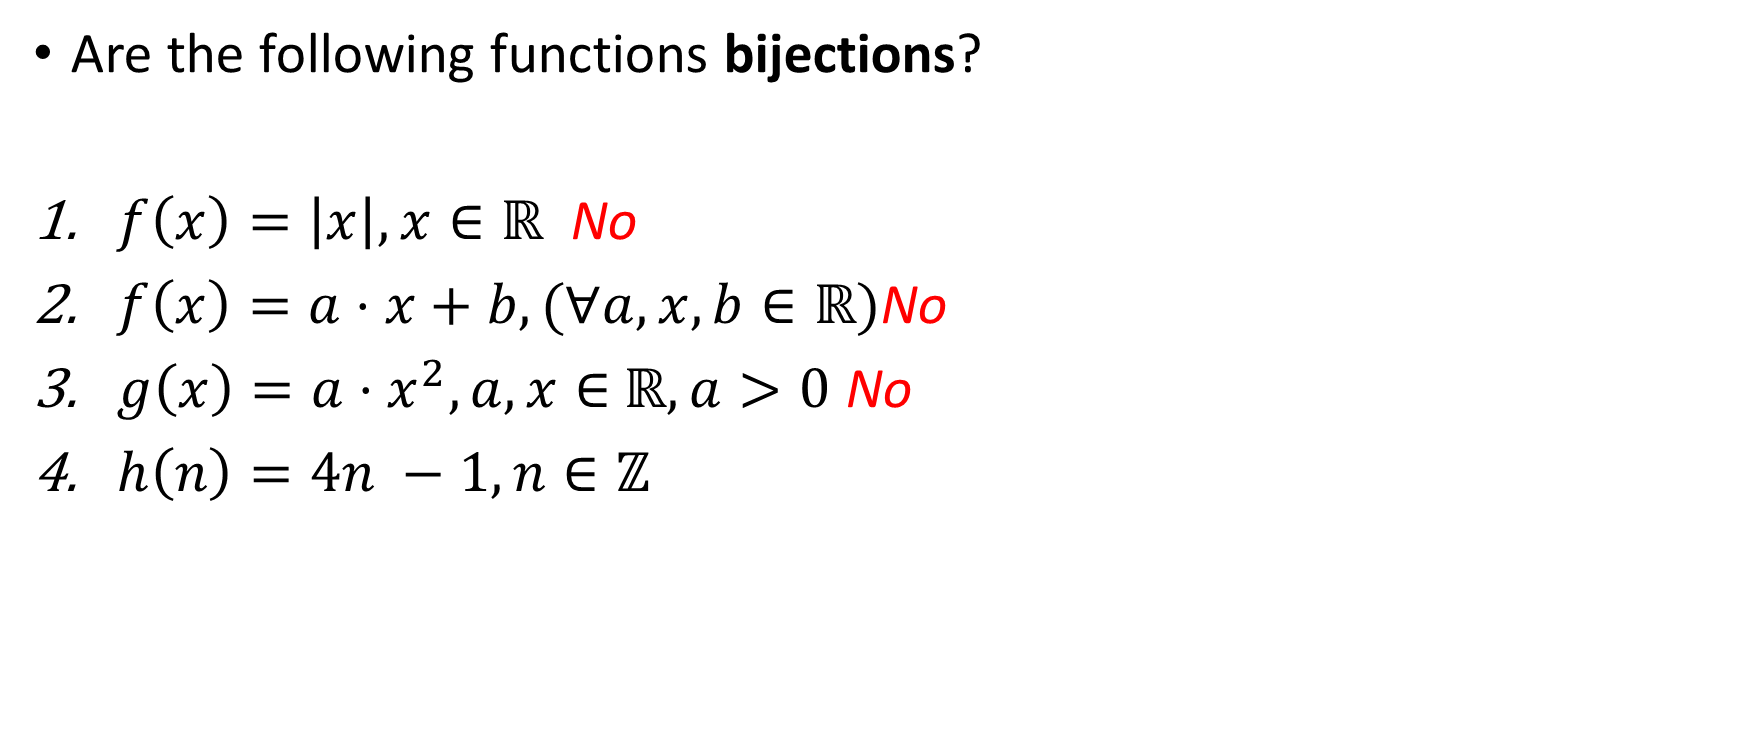 • Are the following functions bijections?
1. f(x) = |x|, x ∈ ℝ No
2. f(x) = a · x + b, (∀a, x, b ∈ ℝ)No
3. g(x) = a · x², a, x ∈ ℝ, a > 0 No
4. h(n) = 4n − 1, n ∈ ℤ